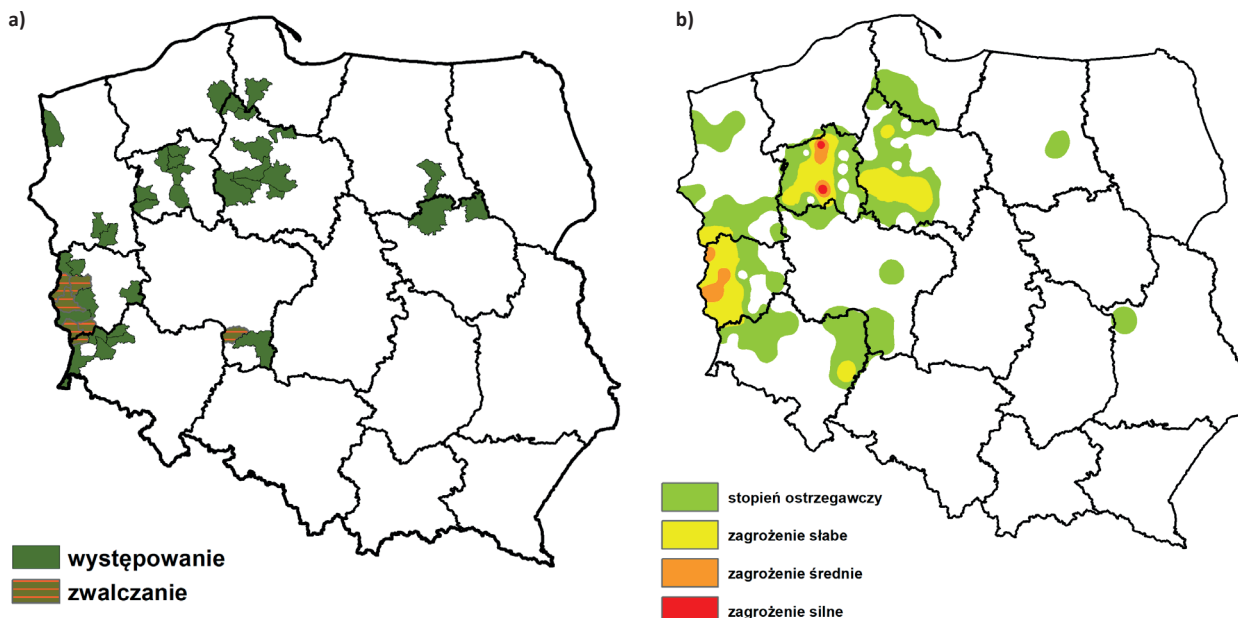 a)
b)
występowanie
zwalczanie
stopień ostrzegawczy
zagrożenie słabe
zagrożenie średnie
zagrożenie silne